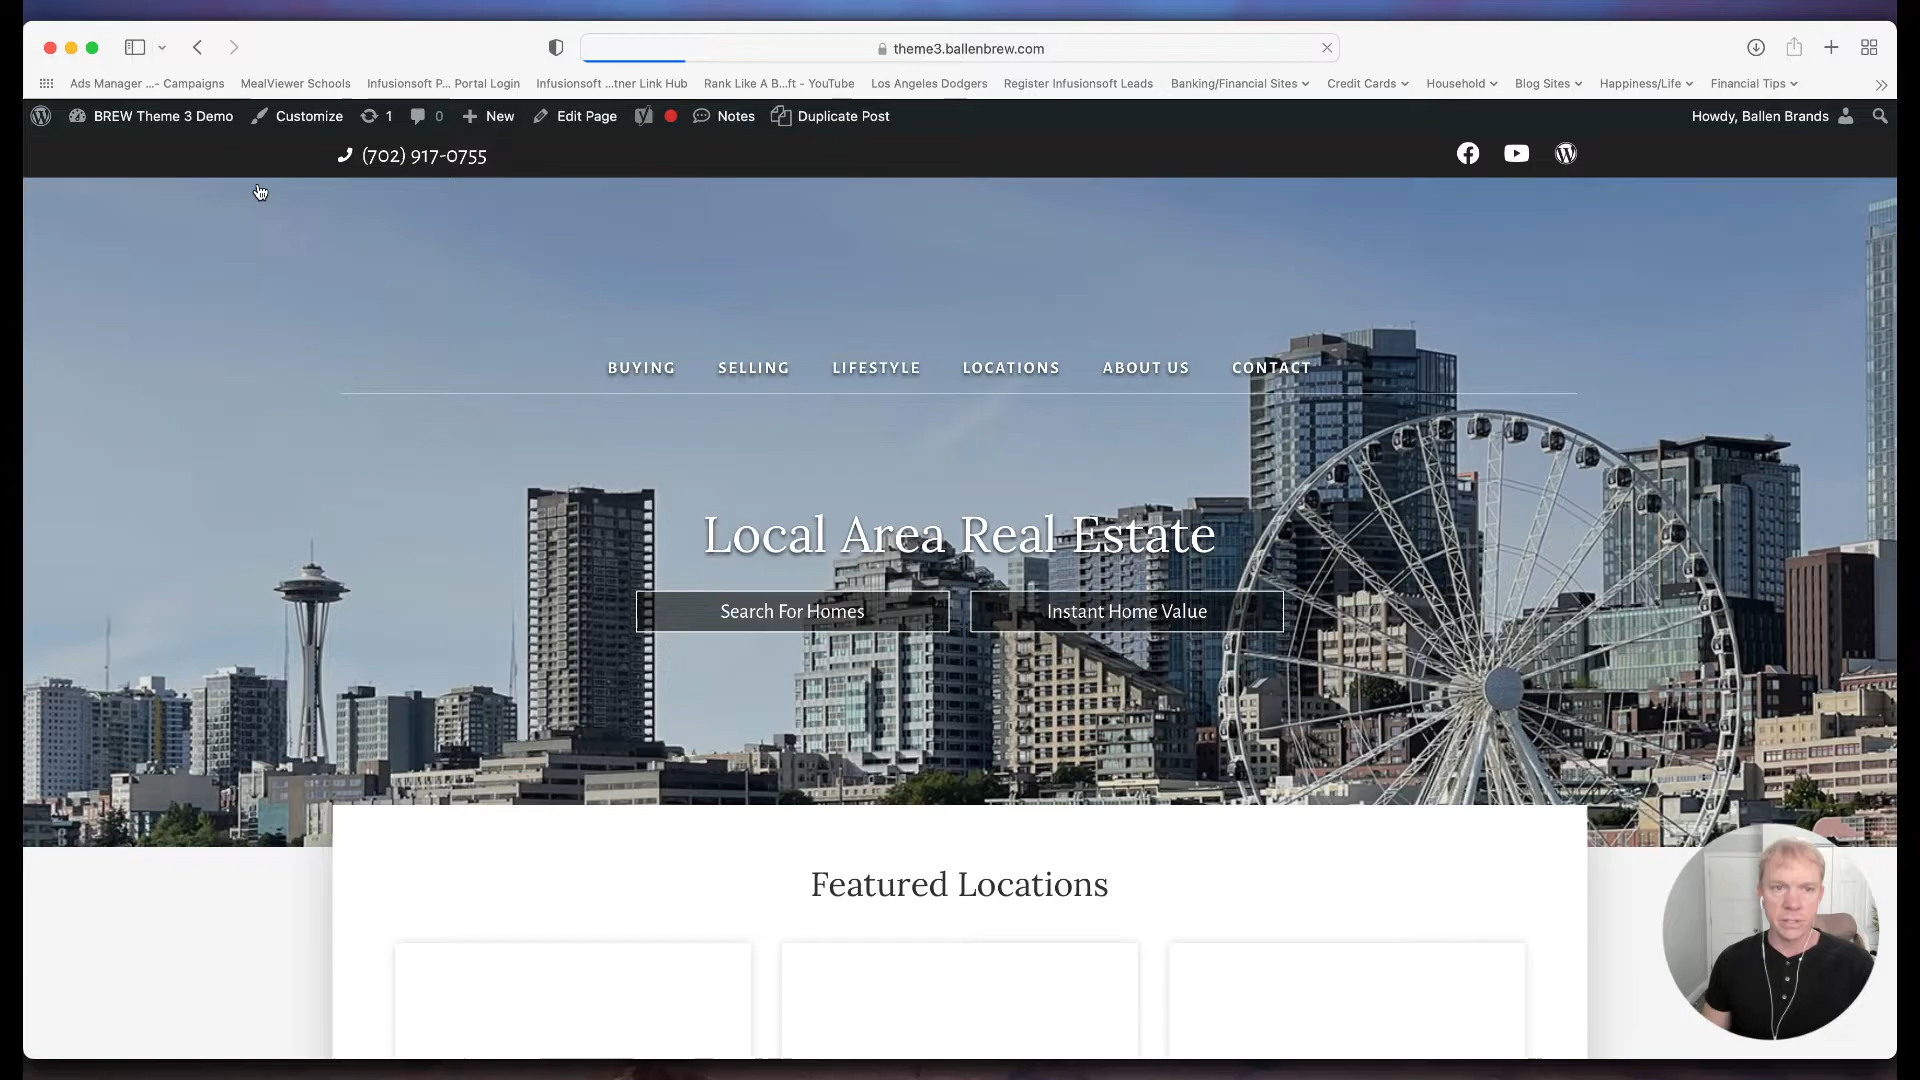 theme3.ballenbrew.com
Ads Manager ...- Campaigns MealViewer Schools Infusionsoft P... Portal Login Infusionsoft ...tner Link Hub Rank Like A B...ft - YouTube Los Angeles Dodgers Register Infusionsoft Leads Banking/Financial Sites Credit Cards Household Blog Sites Happiness/Life Financial Tips
BREW Theme 3 Demo Customize 1 0 New Edit Page Notes Duplicate Post Howdy, Ballen Brands
(702) 917-0755
BUYING SELLING LIFESTYLE LOCATIONS ABOUT US CONTACT
Local Area Real Estate
Search For Homes Instant Home Value
Featured Locations